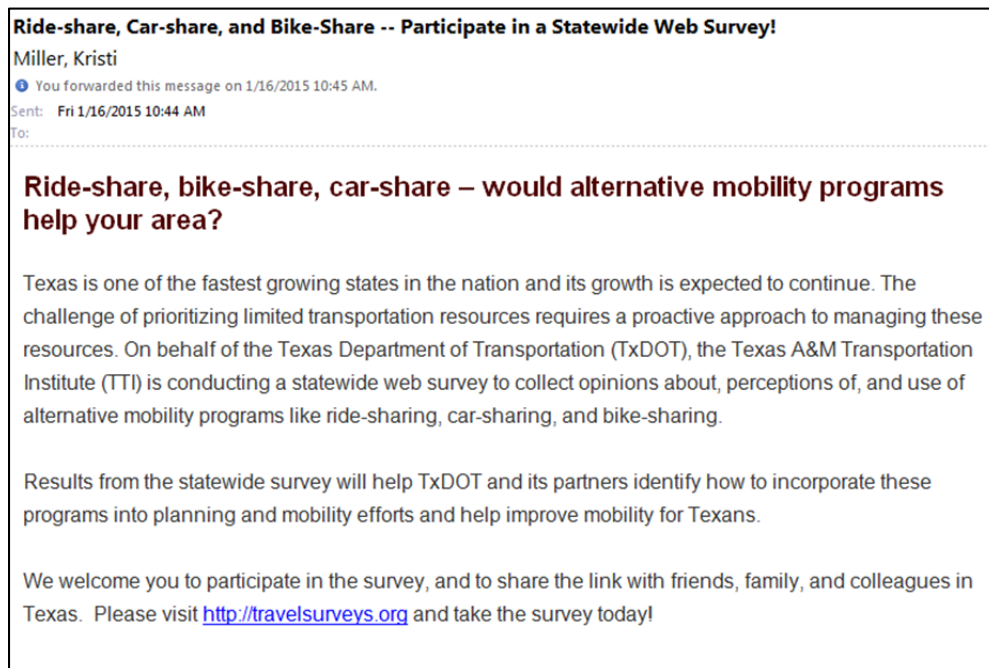 Ride-share, Car-share, and Bike-Share -- Participate in a Statewide Web Survey!
Miller, Kristi
You forwarded this message on 1/16/2015 10:45 AM.
Sent: Fri 1/16/2015 10:44 AM
To:
Ride-share, bike-share, car-share – would alternative mobility programs
help your area?
Texas is one of the fastest growing states in the nation and its growth is expected to continue. The
challenge of prioritizing limited transportation resources requires a proactive approach to managing these
resources. On behalf of the Texas Department of Transportation (TxDOT), the Texas A&M Transportation
Institute (TTI) is conducting a statewide web survey to collect opinions about, perceptions of, and use of
alternative mobility programs like ride-sharing, car-sharing, and bike-sharing.
Results from the statewide survey will help TxDOT and its partners identify how to incorporate these
programs into planning and mobility efforts and help improve mobility for Texans.
We welcome you to participate in the survey, and to share the link with friends, family, and colleagues in
Texas.  Please visit http://travelsurveys.org and take the survey today!